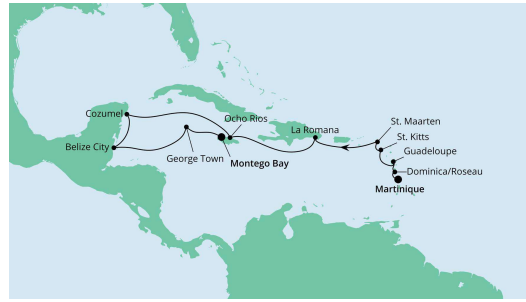 Cozumel
Ocho Rios
St. Maarten
La Romana
St. Kitts
Belize City
Guadeloupe
George Town
Montego Bay
Dominica/Roseau
Martinique